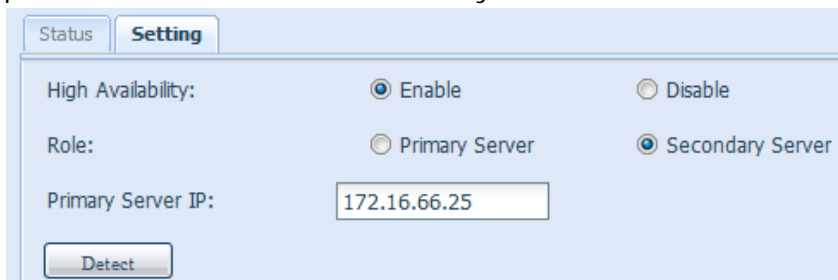 Status Setting
High Availability: Enable Disable
Role: Primary Server Secondary Server
Primary Server IP: 172.16.66.25
Detect